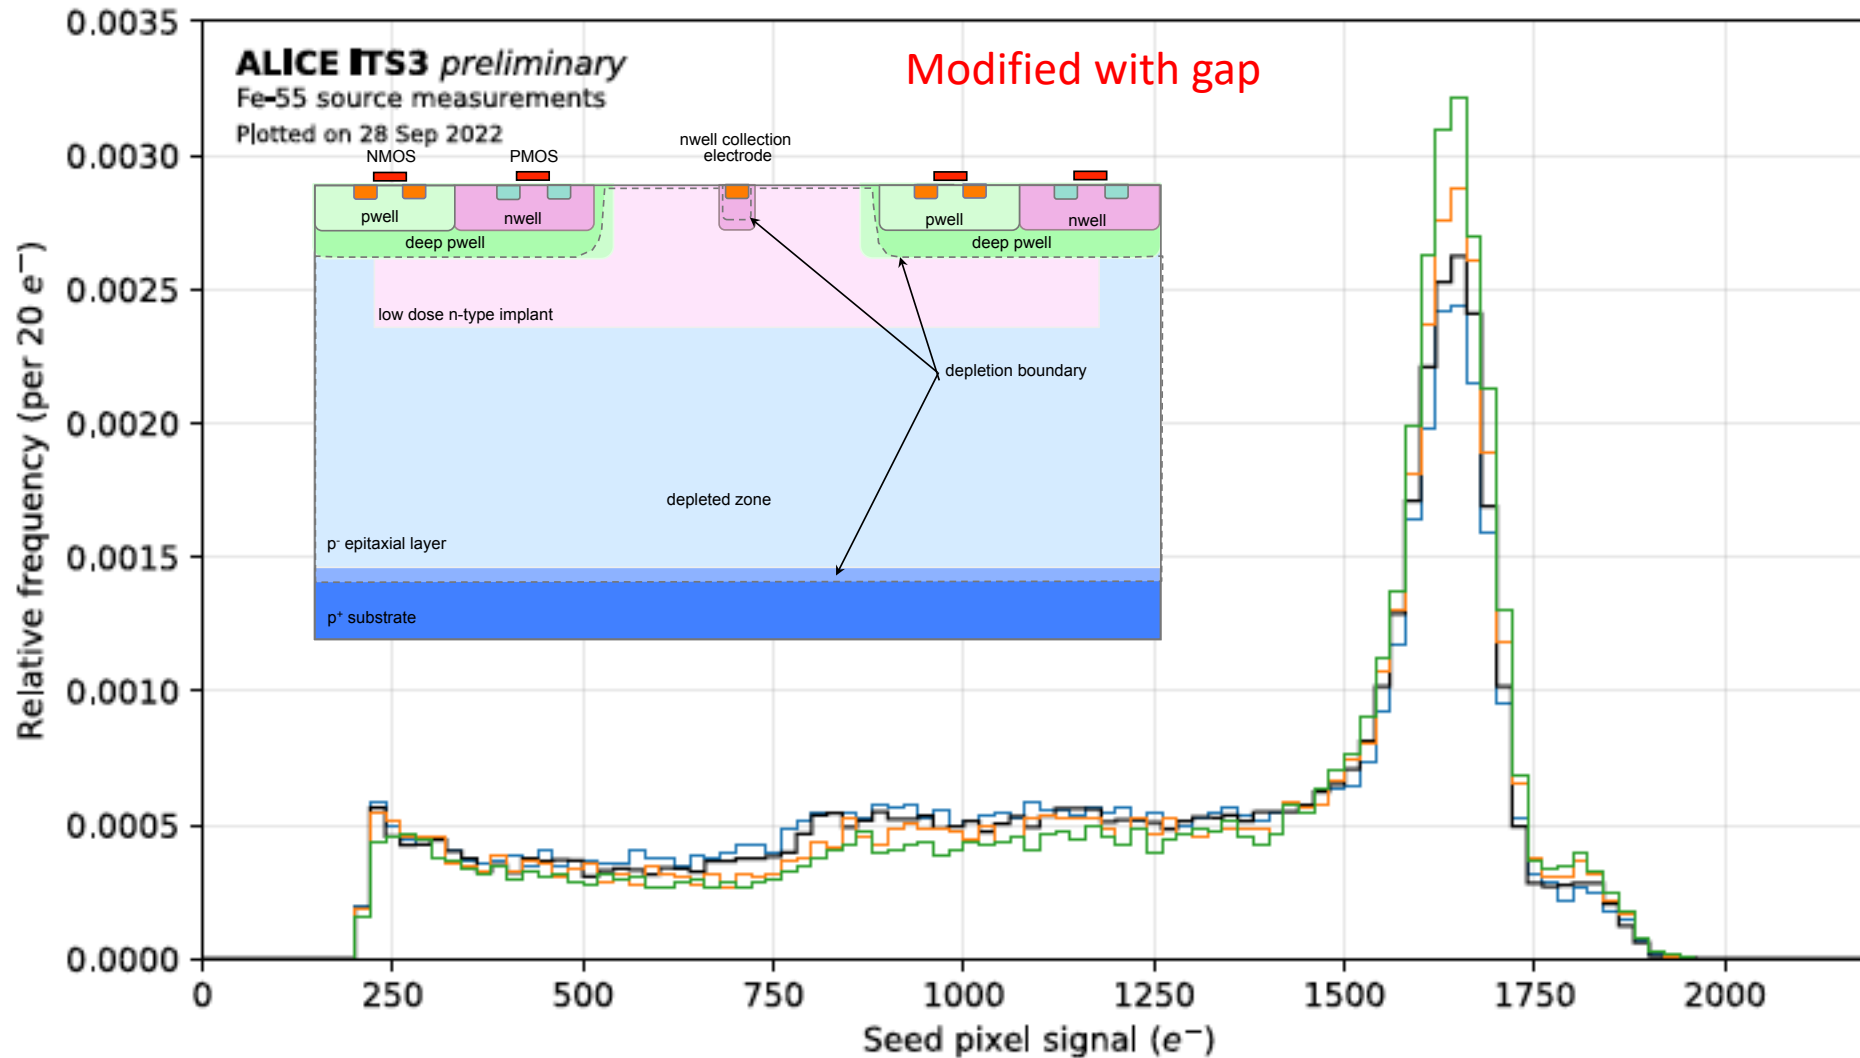 ALICE ITS3 preliminary
Fe-55 source measurements
Plotted on 28 Sep 2022
Modified with gap
NMOS
PMOS
nwell collection
electrode
pwell
nwell
deep pwell
pwell
nwell
deep pwell
low dose n-type implant
depletion boundary
depleted zone
p⁻ epitaxial layer
p⁺ substrate
Relative frequency (per 20 e⁻)
0.0035
0.0030
0.0025
0.0020
0.0015
0.0010
0.0005
0.0000
0
250
500
750
1000
1250
1500
1750
2000
Seed pixel signal (e⁻)